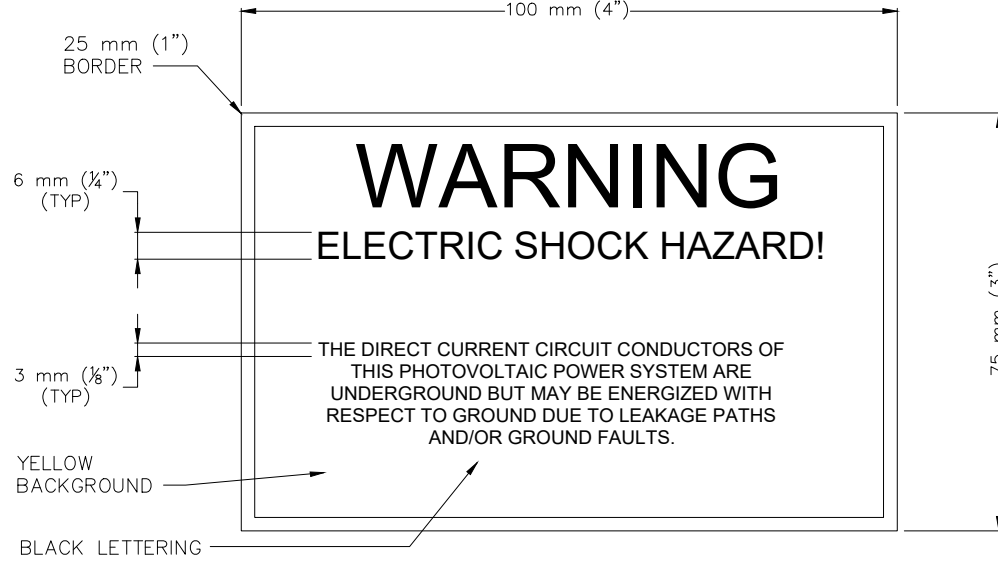 100 mm (4")
25 mm (1")
BORDER
WARNING
6 mm (¼")
(TYP)
ELECTRIC SHOCK HAZARD!
75 mm (3")
THE DIRECT CURRENT CIRCUIT CONDUCTORS OF
THIS PHOTOVOLTAIC POWER SYSTEM ARE
UNDERGROUND BUT MAY BE ENERGIZED WITH
RESPECT TO GROUND DUE TO LEAKAGE PATHS
AND/OR GROUND FAULTS.
3 mm (⅛")
(TYP)
YELLOW
BACKGROUND
BLACK LETTERING